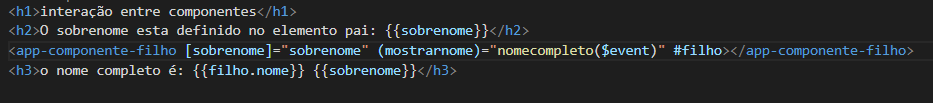 <h1>interação entre componentes</h1>
<h2>O sobrenome esta definido no elemento pai: {{sobrenome}}</h2>
<app-componente-filho [sobrenome]="sobrenome" (mostrarnome)="nomecompleto($event)" #filho></app-componente-filho>
<h3>o nome completo é: {{filho.nome}} {{sobrenome}}</h3>